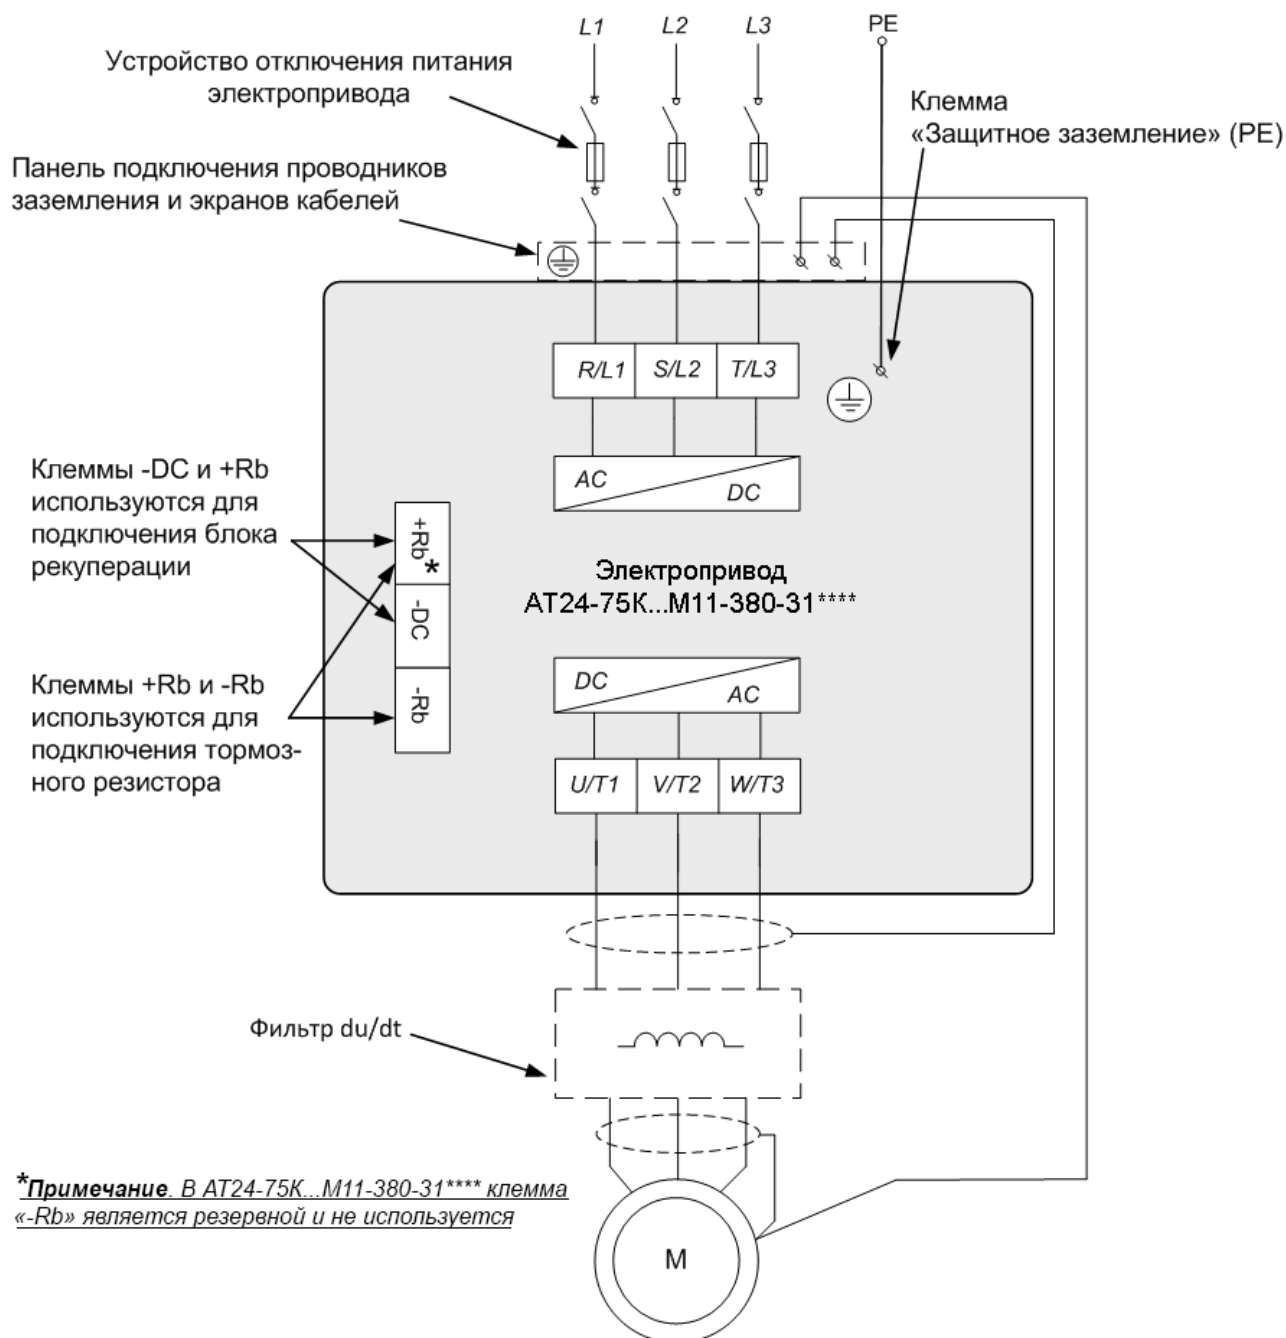 L1 L2 L3 PE
Устройство отключения питания
электропривода
Клемма
«Защитное заземление» (PE)
Панель подключения проводников
заземления и экранов кабелей
R/L1 S/L2 T/L3
AC
DC
Клеммы -DC и +Rb
используются для
подключения блока
рекуперации
+Rb*
-DC
-Rb
Электропривод
АТ24-75К...М11-380-31****
Клеммы +Rb и -Rb
используются для
подключения тормоз-
ного резистора
DC
AC
U/T1 V/T2 W/T3
Фильтр du/dt
*Примечание. В АТ24-75К...М11-380-31**** клемма
«-Rb» является резервной и не используется
M